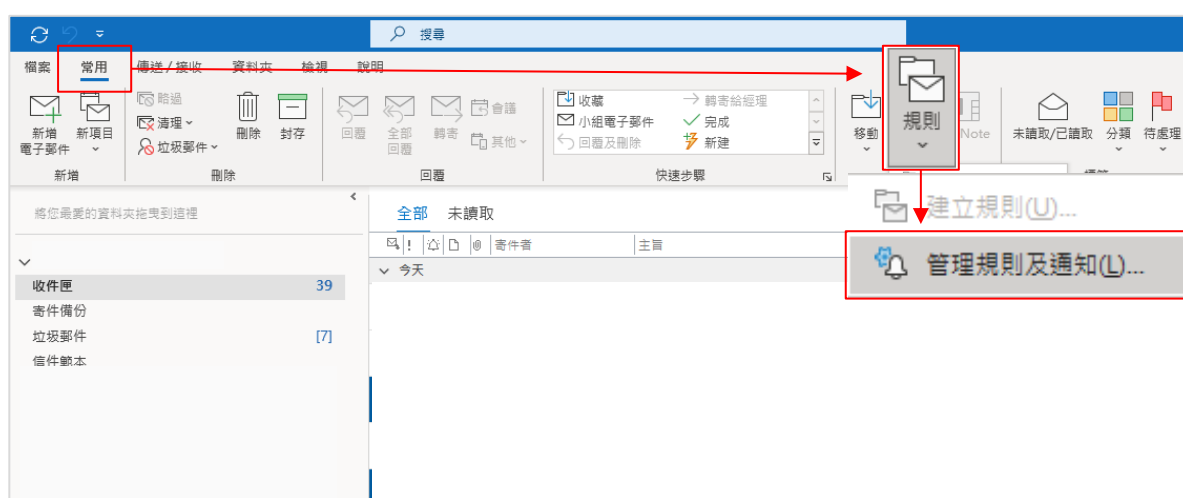 搜尋
檔案 常用 傳送 / 接收 資料夾 檢視 說明
新增
電子郵件
新項目
略過
清理
垃圾郵件
刪除
封存
回覆
全部
回覆
轉寄
會議
其他
收藏
小組電子郵件
回覆及刪除
轉寄給經理
完成
新建
移動
規則
Note
未讀取/已讀取
分類
待處理
新增 刪除 回覆 快速步驟
建立規則(U)...
管理規則及通知(L)...
將您最愛的資料夾拖曳到這裡
全部 未讀取
寄件者 主旨
今天
收件匣 39
寄件備份
垃圾郵件 [7]
信件範本